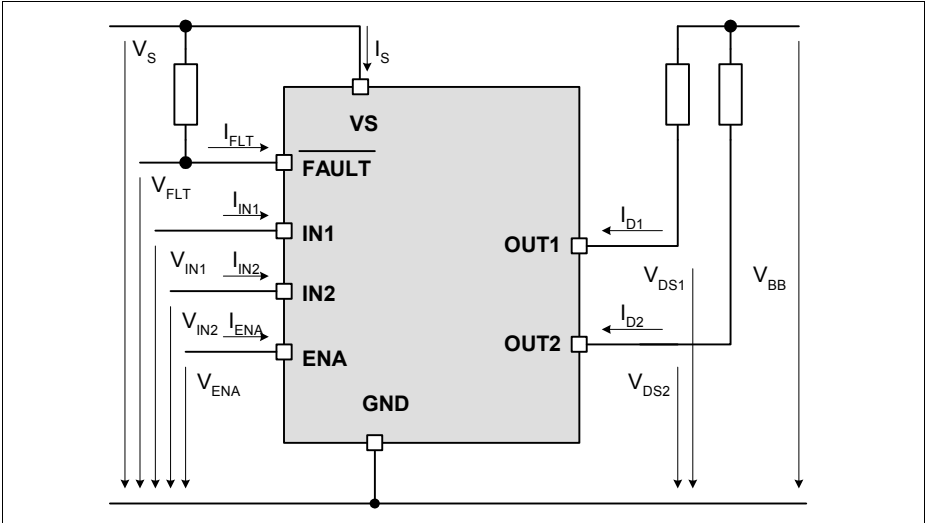 V_S
I_S
VS
I_FLT
FAULT
V_FLT
I_IN1
IN1
I_D1
OUT1
V_IN1
I_IN2
V_DS1
V_BB
IN2
V_IN2
I_ENA
I_D2
OUT2
ENA
V_ENA
V_DS2
GND